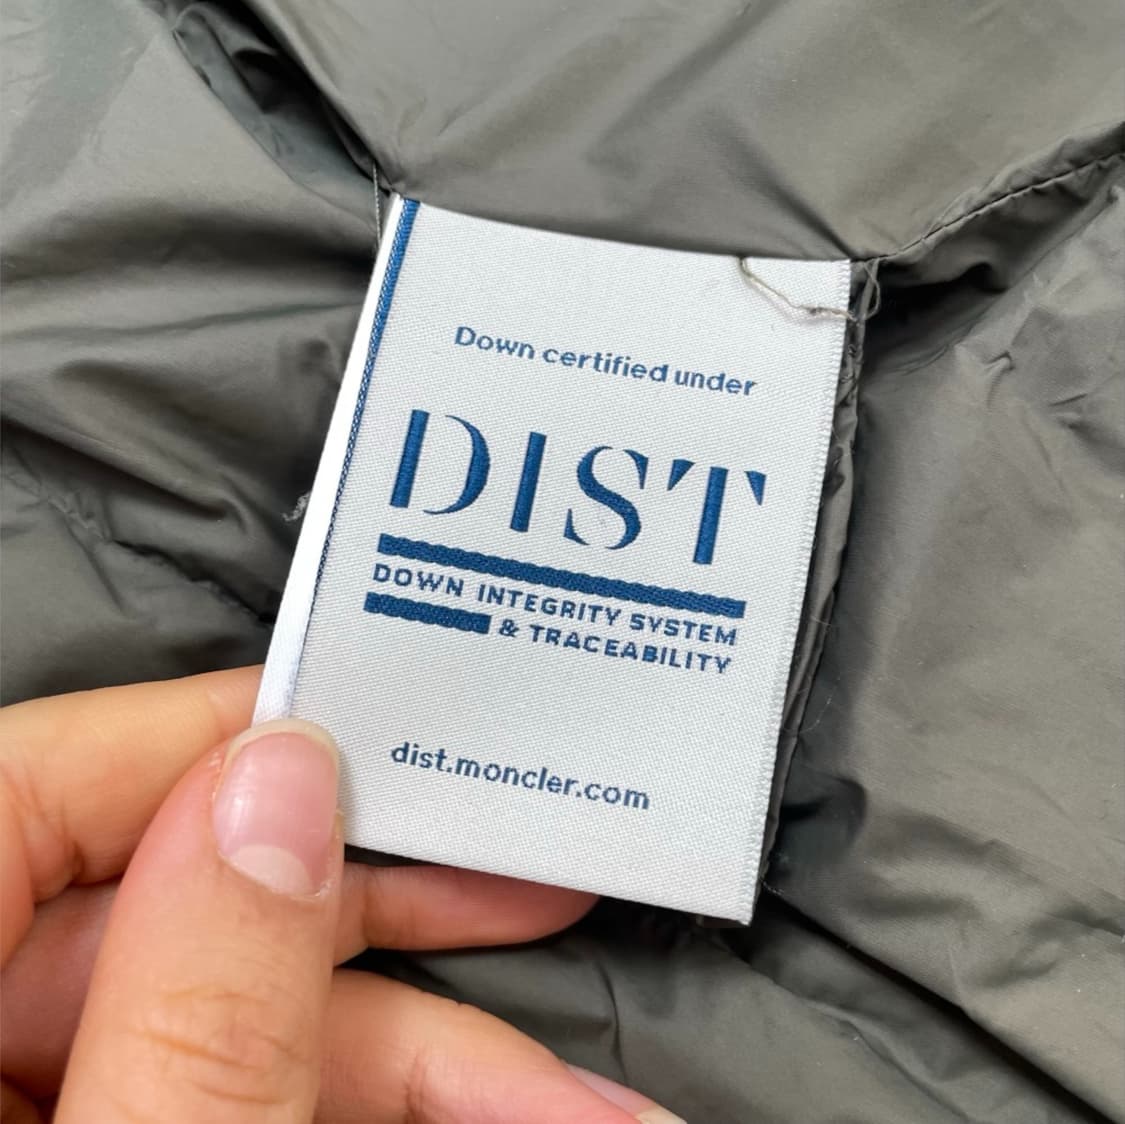 Down certified under
DIST
DOWN INTEGRITY SYSTEM
& TRACEABILITY
dist.moncler.com